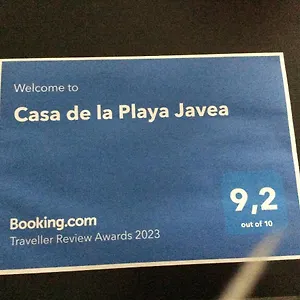 Welcome to
Casa de la Playa Javea
9,2
out of 10
Booking.com
Traveller Review Awards 2023